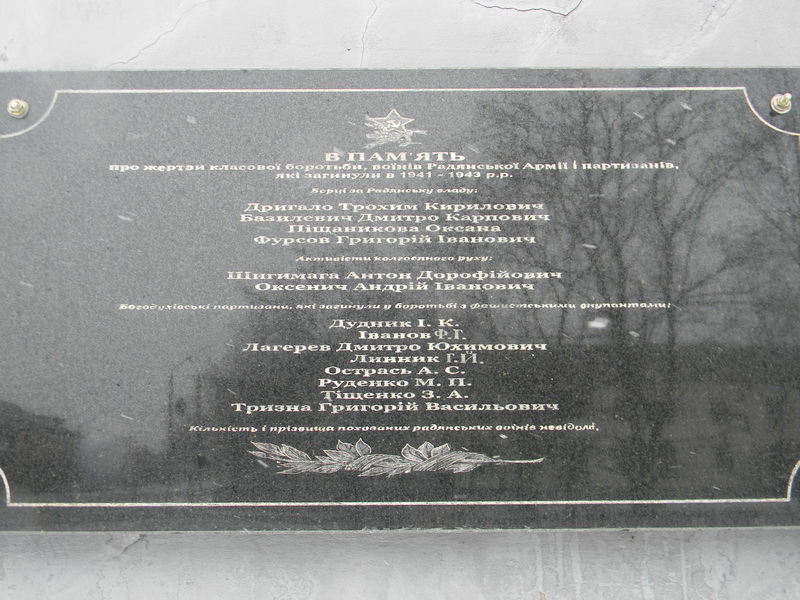 В ПАМ'ЯТЬ
про жертви класової боротьби, воїнів Радянської Армії і партизанів,
які загинули в 1941 - 1943 р.р.
Борці за Радянську владу:
Дригало Трохим Кирилович
Базилевич Дмитро Карпович
Піщаникова Оксана
Фурсов Григорій Іванович
Активісти колгоспного руху:
Шигимага Антон Дорофійович
Оксенич Андрій Іванович
Богодухівські партизани, які загинули у боротьбі з фашистськими окупантами:
Дудник І. К.
Іванов Ф.Г.
Лагерев Дмитро Юхимович
Линник Г.Й.
Острась А. С.
Руденко М. П.
Тіщенко З. А.
Тризна Григорій Васильович
Кількість і прізвища похованих радянських воїнів невідомі.